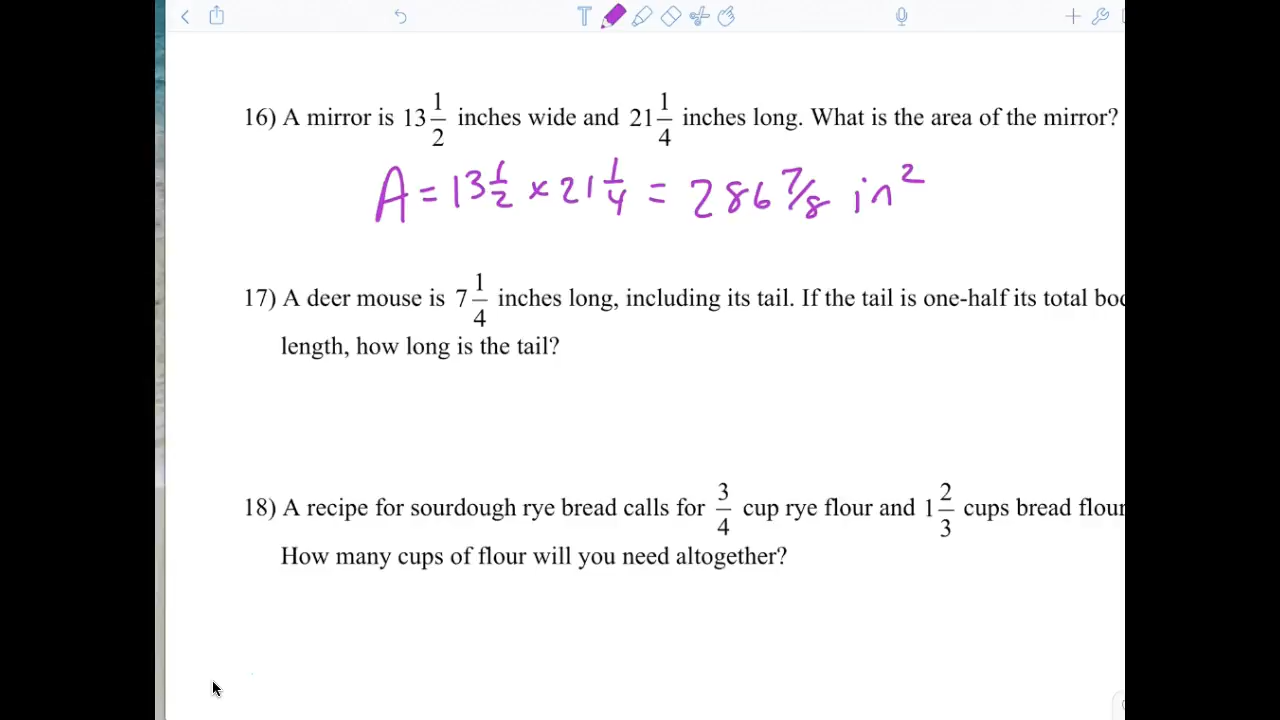 16) A mirror is 13 1/2 inches wide and 21 1/4 inches long. What is the area of the mirror?
A = 13 1/2 × 21 1/4 = 286 7/8 in²
17) A deer mouse is 7 1/4 inches long, including its tail. If the tail is one-half its total
length, how long is the tail?
18) A recipe for sourdough rye bread calls for 3/4 cup rye flour and 1 2/3 cups bread flour
How many cups of flour will you need altogether?